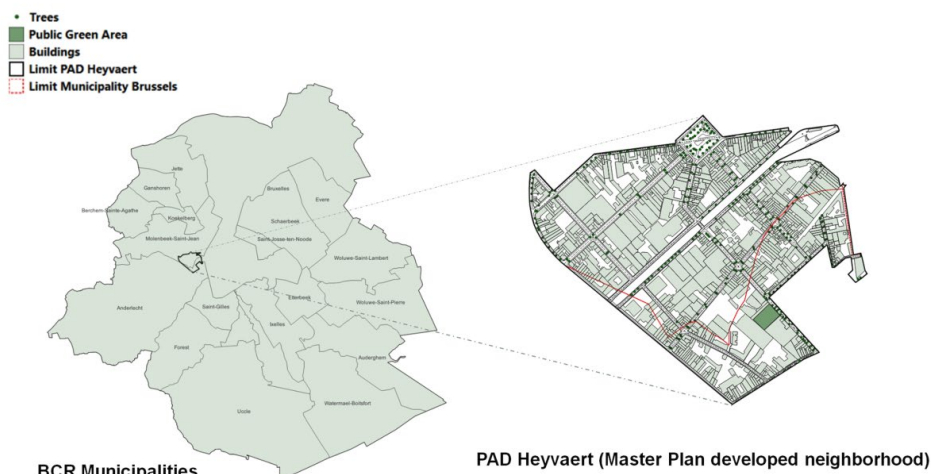 Trees
Public Green Area
Buildings
Limit PAD Heyvaert
Limit Municipality Brussels
Jette
Ganshoren
Bruxelles
Evere
Berchem-Sainte-Agathe
Koekelberg
Schaerbeek
Molenbeek-Saint-Jean
Saint-Josse-ten-Noode
Woluwe-Saint-Lambert
Anderlecht
Saint-Gilles
Etterbeek
Woluwe-Saint-Pierre
Ixelles
Forest
Auderghem
Uccle
Watermael-Boitsfort
BCR Municipalities
PAD Heyvaert (Master Plan developed neighborhood)